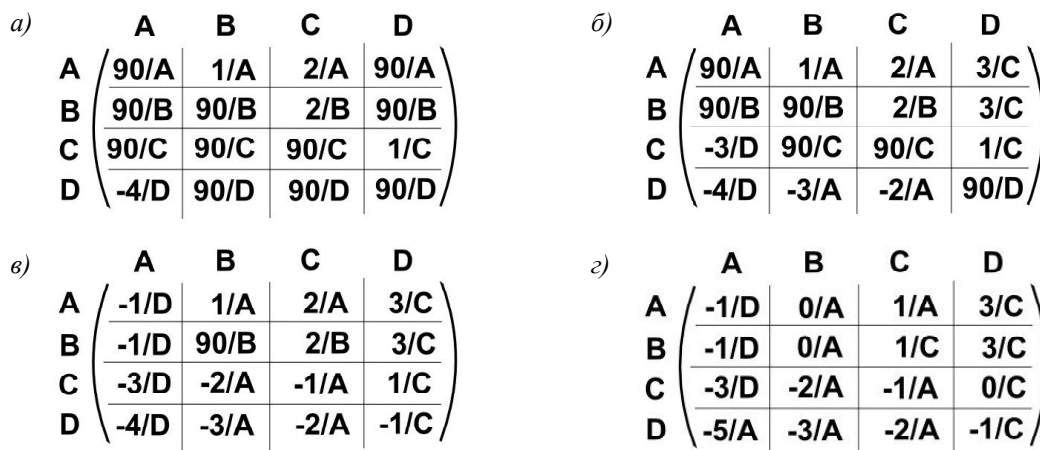 а) A B C D
A 90/A 1/A 2/A 90/A
B 90/B 90/B 2/B 90/B
C 90/C 90/C 90/C 1/C
D -4/D 90/D 90/D 90/D
б) A B C D
A 90/A 1/A 2/A 3/C
B 90/B 90/B 2/B 3/C
C -3/D 90/C 90/C 1/C
D -4/D -3/A -2/A 90/D
в) A B C D
A -1/D 1/A 2/A 3/C
B -1/D 90/B 2/B 3/C
C -3/D -2/A -1/A 1/C
D -4/D -3/A -2/A -1/C
г) A B C D
A -1/D 0/A 1/A 3/C
B -1/D 0/A 1/C 3/C
C -3/D -2/A -1/A 0/C
D -5/A -3/A -2/A -1/C